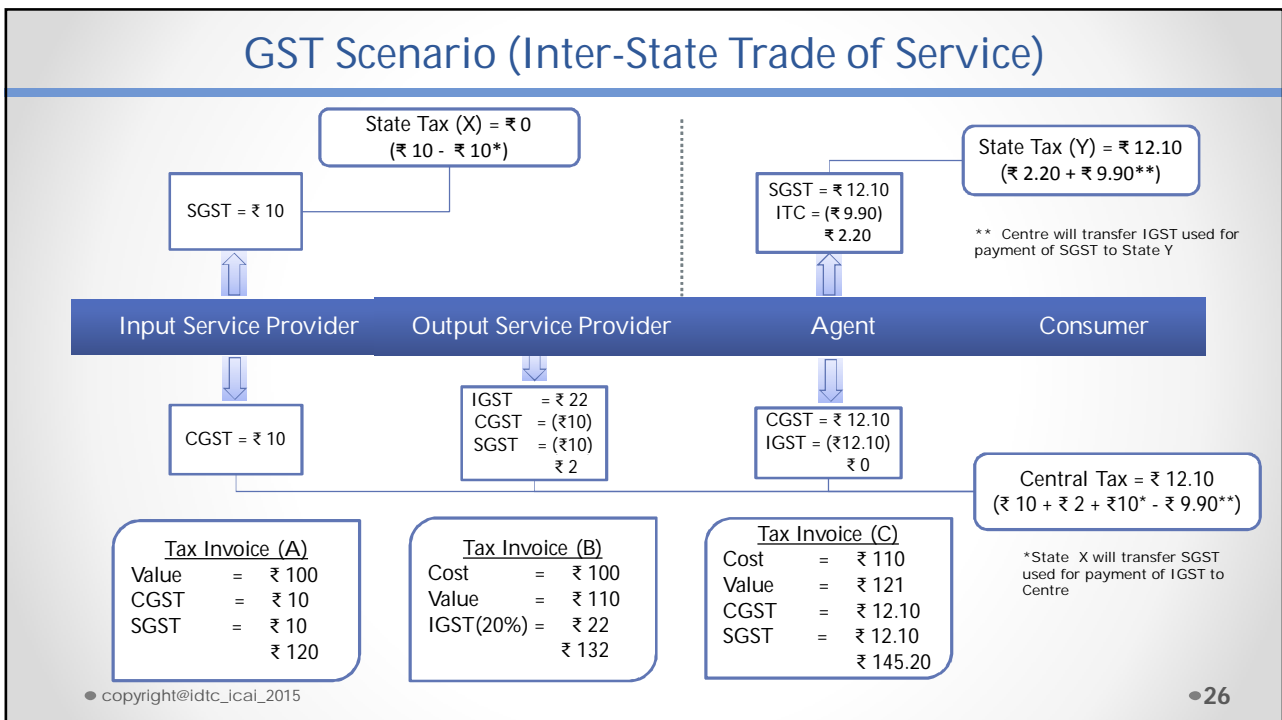 GST Scenario (Inter-State Trade of Service)
State Tax (X) = ₹ 0
(₹ 10 - ₹ 10*)
State Tax (Y) = ₹ 12.10
(₹ 2.20 + ₹ 9.90**)
SGST = ₹ 10
SGST = ₹ 12.10
ITC = (₹ 9.90)
₹ 2.20
** Centre will transfer IGST used for
payment of SGST to State Y
Input Service Provider
Output Service Provider
Agent
Consumer
CGST = ₹ 10
IGST = ₹ 22
CGST = (₹10)
SGST = (₹10)
₹ 2
CGST = ₹ 12.10
IGST = (₹12.10)
₹ 0
Central Tax = ₹ 12.10
(₹ 10 + ₹ 2 + ₹10* - ₹ 9.90**)
Tax Invoice (A)
Value = ₹ 100
CGST = ₹ 10
SGST = ₹ 10
₹ 120
Tax Invoice (B)
Cost = ₹ 100
Value = ₹ 110
IGST(20%) = ₹ 22
₹ 132
Tax Invoice (C)
Cost = ₹ 110
Value = ₹ 121
CGST = ₹ 12.10
SGST = ₹ 12.10
₹ 145.20
*State X will transfer SGST
used for payment of IGST to
Centre
• copyright@idtc_icai_2015
•26